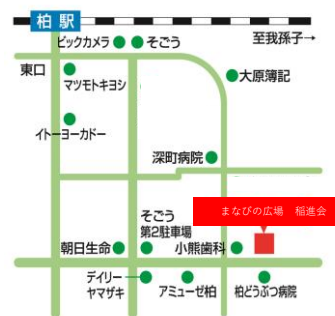 柏駅
ビックカメラ
そごう
至我孫子→
東口
マツモトキヨシ
大原簿記
イトーヨーカドー
深町病院
まなびの広場 稲進会
そごう
第2駐車場
朝日生命
小熊歯科
デイリー
ヤマザキ
アミューゼ柏
柏どうぶつ病院